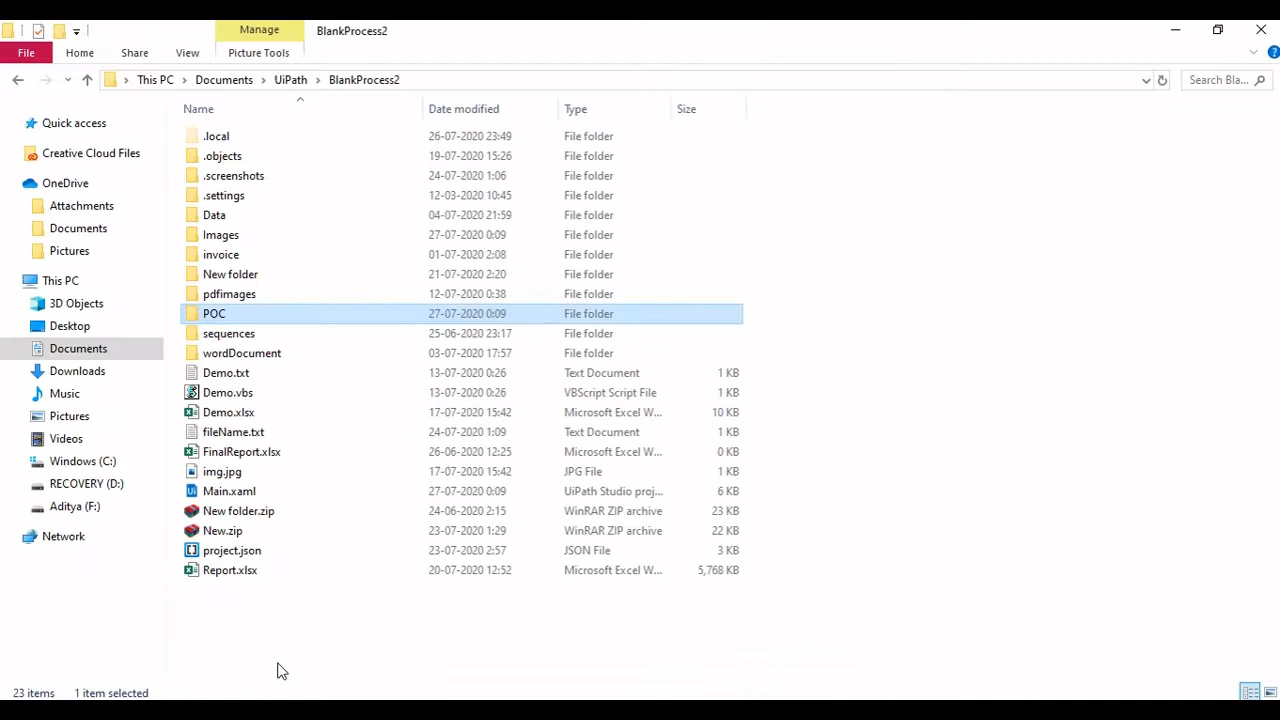 Manage
BlankProcess2
File
Home
Share
View
Picture Tools
This PC
Documents
UiPath
BlankProcess2
Search Bla...
Name
Date modified
Type
Size
Quick access
Creative Cloud Files
OneDrive
Attachments
Documents
Pictures
This PC
3D Objects
Desktop
Documents
Downloads
Music
Pictures
Videos
Windows (C:)
RECOVERY (D:)
Aditya (F:)
Network
.local 26-07-2020 23:49 File folder
.objects 19-07-2020 15:26 File folder
.screenshots 24-07-2020 1:06 File folder
.settings 12-03-2020 10:45 File folder
Data 04-07-2020 21:59 File folder
Images 27-07-2020 0:09 File folder
invoice 01-07-2020 2:08 File folder
New folder 21-07-2020 2:20 File folder
pdfimages 12-07-2020 0:38 File folder
POC 27-07-2020 0:09 File folder
sequences 25-06-2020 23:17 File folder
wordDocument 03-07-2020 17:57 File folder
Demo.txt 13-07-2020 0:26 Text Document 1 KB
Demo.vbs 13-07-2020 0:26 VBScript Script File 1 KB
Demo.xlsx 17-07-2020 15:42 Microsoft Excel W... 10 KB
fileName.txt 24-07-2020 1:09 Text Document 1 KB
FinalReport.xlsx 26-06-2020 12:25 Microsoft Excel W... 0 KB
img.jpg 17-07-2020 15:42 JPG File 1 KB
Main.xaml 27-07-2020 0:09 UiPath Studio proj... 6 KB
New folder.zip 24-06-2020 2:15 WinRAR ZIP archive 23 KB
New.zip 23-07-2020 1:29 WinRAR ZIP archive 22 KB
project.json 23-07-2020 2:57 JSON File 3 KB
Report.xlsx 20-07-2020 12:52 Microsoft Excel W... 5,768 KB
23 items 1 item selected